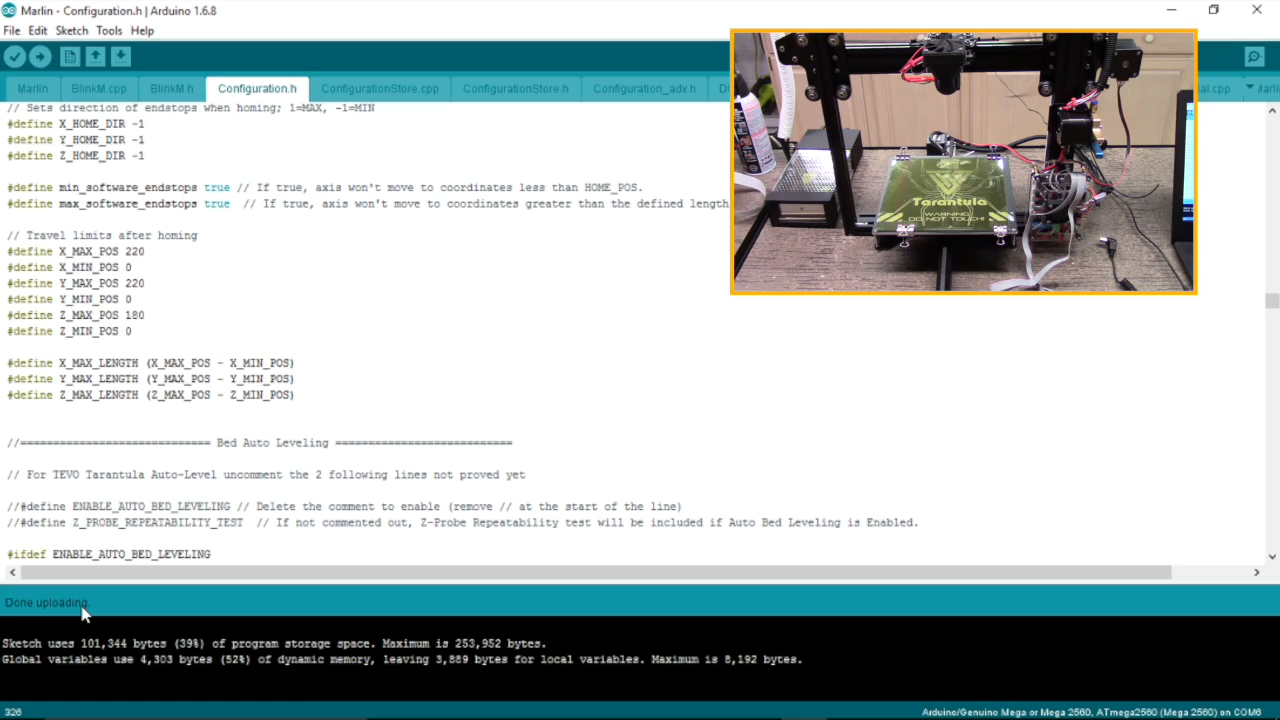 Marlin - Configuration.h | Arduino 1.6.8
File Edit Sketch Tools Help
Marlin BlinkM.cpp BlinkM.h Configuration.h ConfigurationStore.cpp ConfigurationStore.h Configuration_adv.h
// Sets direction of endstops when homing; 1=MAX, -1=MIN
#define X_HOME_DIR -1
#define Y_HOME_DIR -1
#define Z_HOME_DIR -1
#define min_software_endstops true // If true, axis won't move to coordinates less than HOME_POS.
#define max_software_endstops true // If true, axis won't move to coordinates greater than the defined length
// Travel limits after homing
#define X_MAX_POS 220
#define X_MIN_POS 0
#define Y_MAX_POS 220
#define Y_MIN_POS 0
#define Z_MAX_POS 180
#define Z_MIN_POS 0
#define X_MAX_LENGTH (X_MAX_POS - X_MIN_POS)
#define Y_MAX_LENGTH (Y_MAX_POS - Y_MIN_POS)
#define Z_MAX_LENGTH (Z_MAX_POS - Z_MIN_POS)
//============================= Bed Auto Leveling ===========================
// For TEVO Tarantula Auto-Level uncomment the 2 following lines not proved yet
//#define ENABLE_AUTO_BED_LEVELING // Delete the comment to enable (remove // at the start of the line)
//#define Z_PROBE_REPEATABILITY_TEST // If not commented out, Z-Probe Repeatability test will be included if Auto Bed Leveling is Enabled.
#ifdef ENABLE_AUTO_BED_LEVELING
Tarantula
WARNING
DO NOT TOUCH!
Done uploading.
Sketch uses 101,344 bytes (39%) of program storage space. Maximum is 253,952 bytes.
Global variables use 4,303 bytes (52%) of dynamic memory, leaving 3,889 bytes for local variables. Maximum is 8,192 bytes.
326
Arduino/Genuino Mega or Mega 2560, ATmega2560 (Mega 2560) on COM6